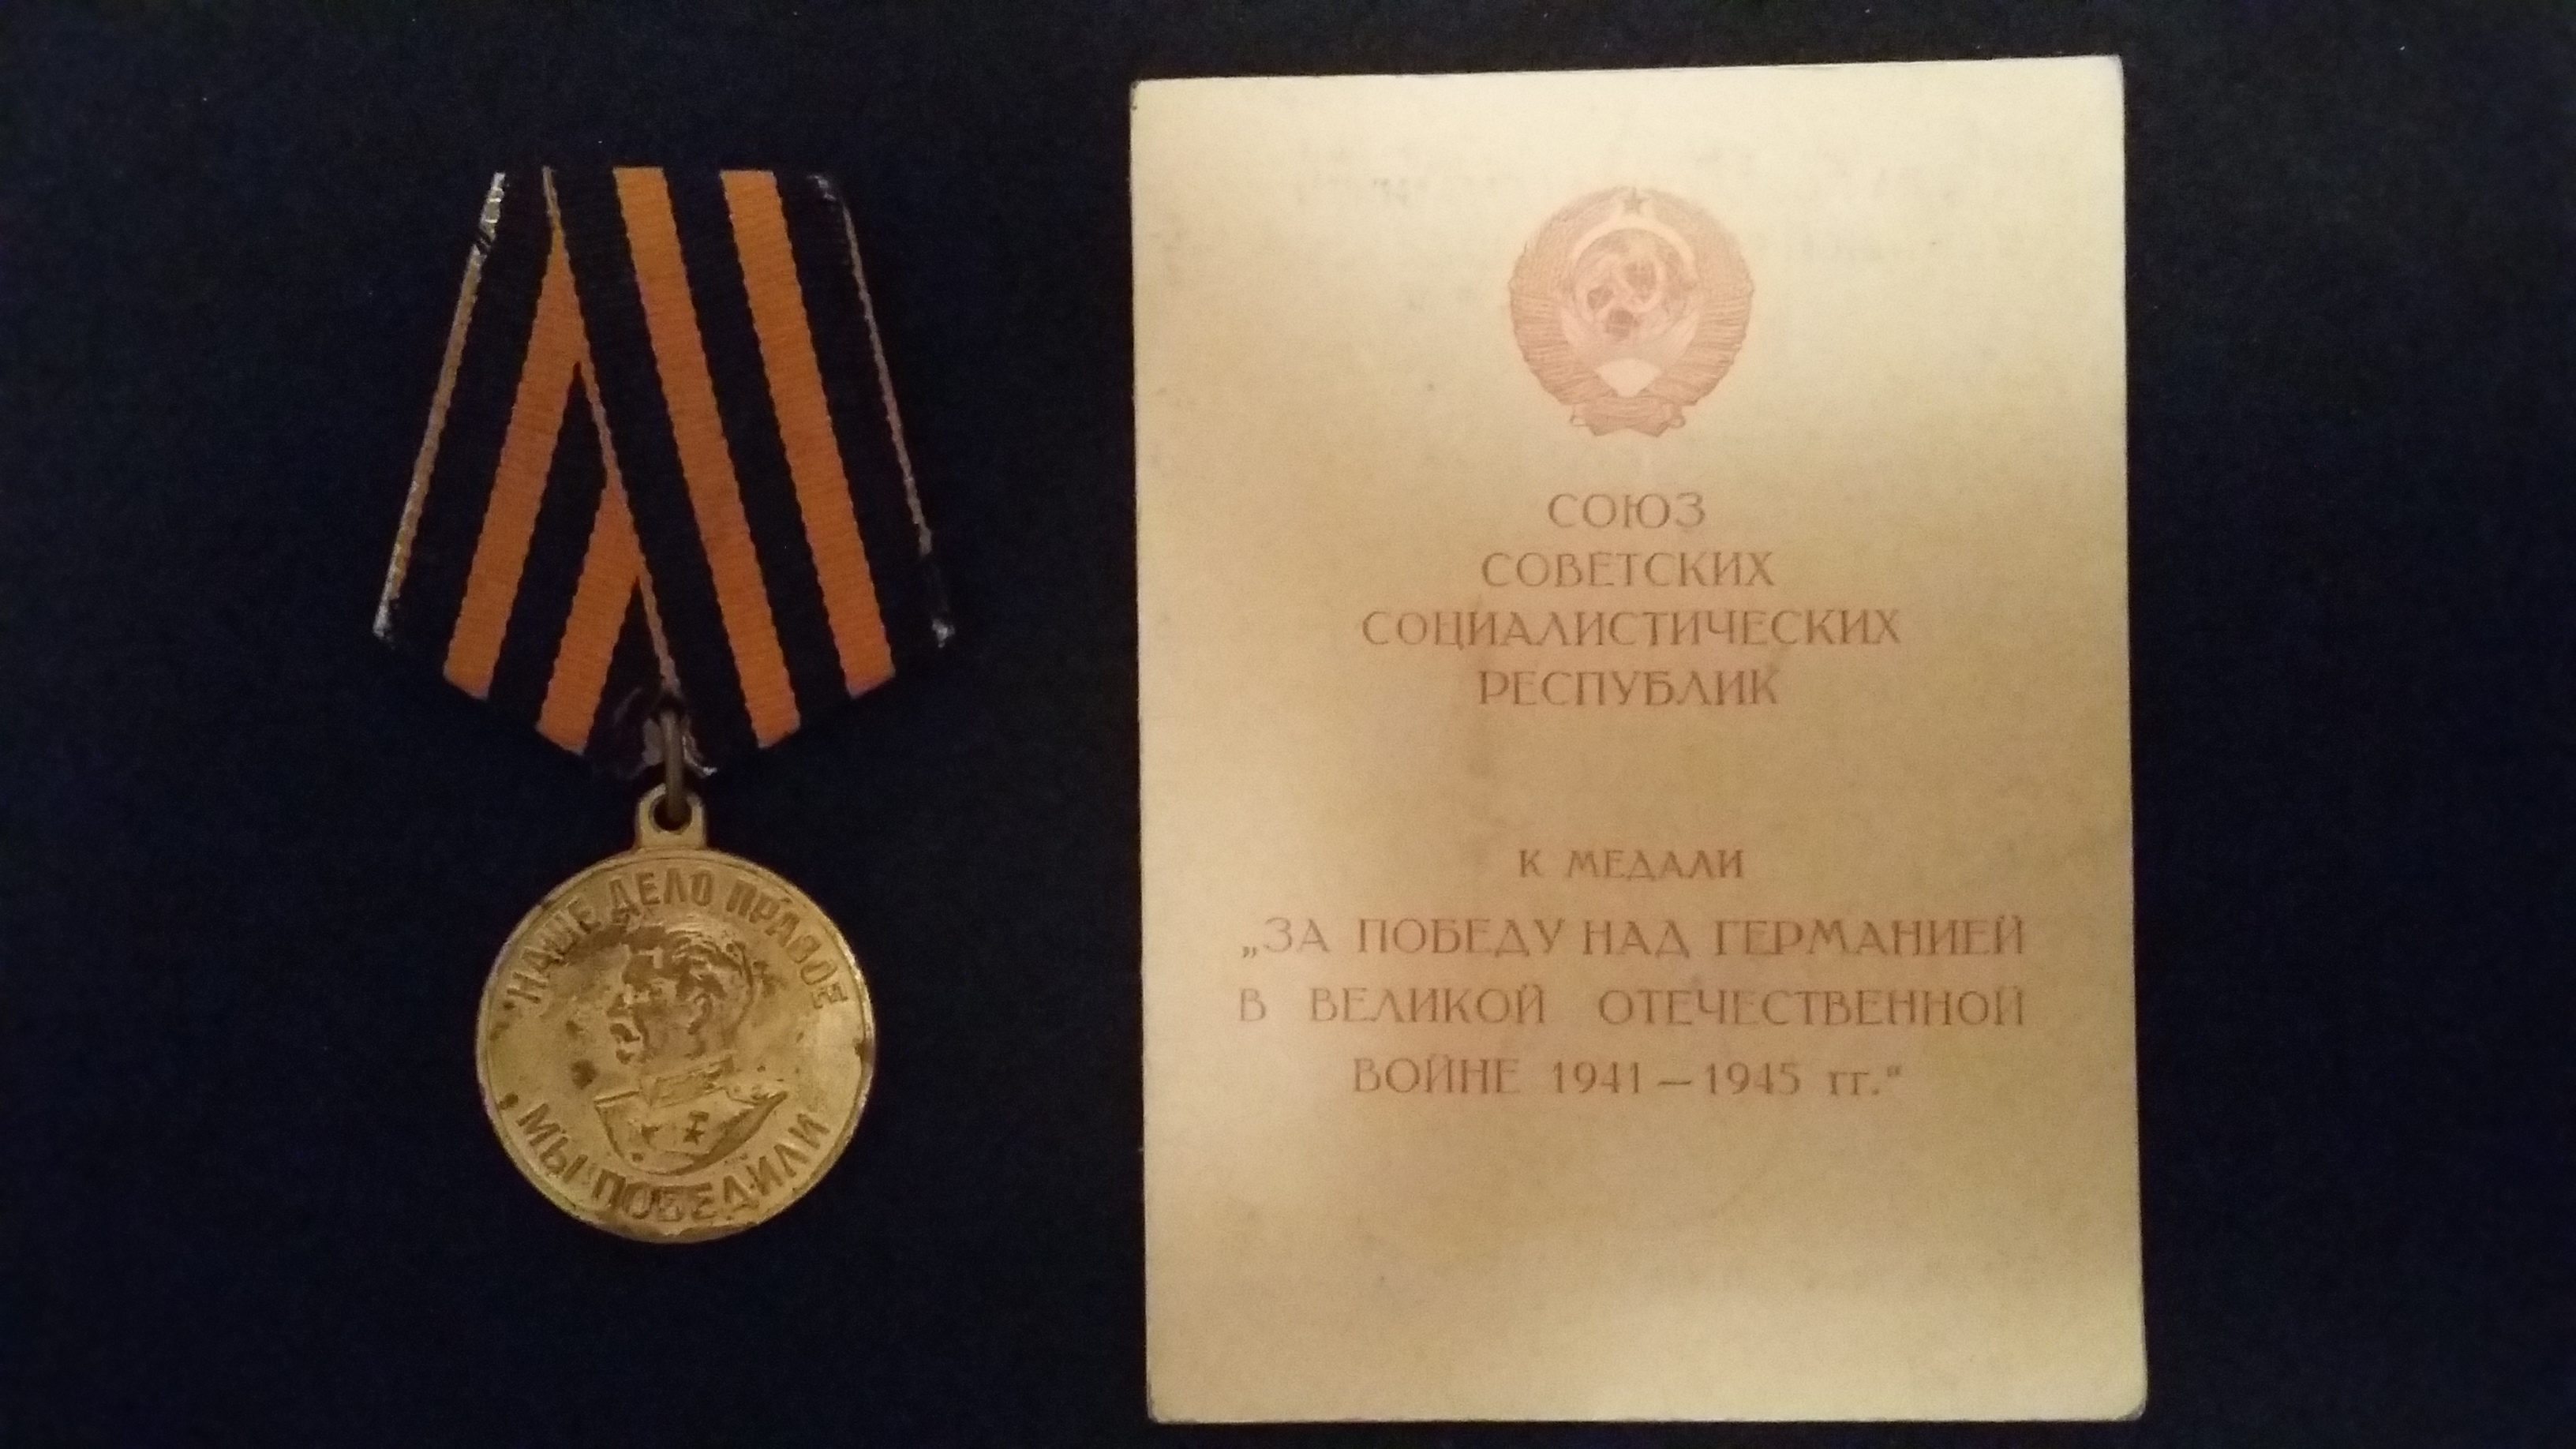 НАШЕ ДЕЛО ПРАВОЕ
МЫ ПОБЕДИЛИ
СОЮЗ
СОВЕТСКИХ
СОЦИАЛИСТИЧЕСКИХ
РЕСПУБЛИК
К МЕДАЛИ
„ЗА ПОБЕДУ НАД ГЕРМАНИЕЙ
В ВЕЛИКОЙ ОТЕЧЕСТВЕННОЙ
ВОЙНЕ 1941—1945 гг.“